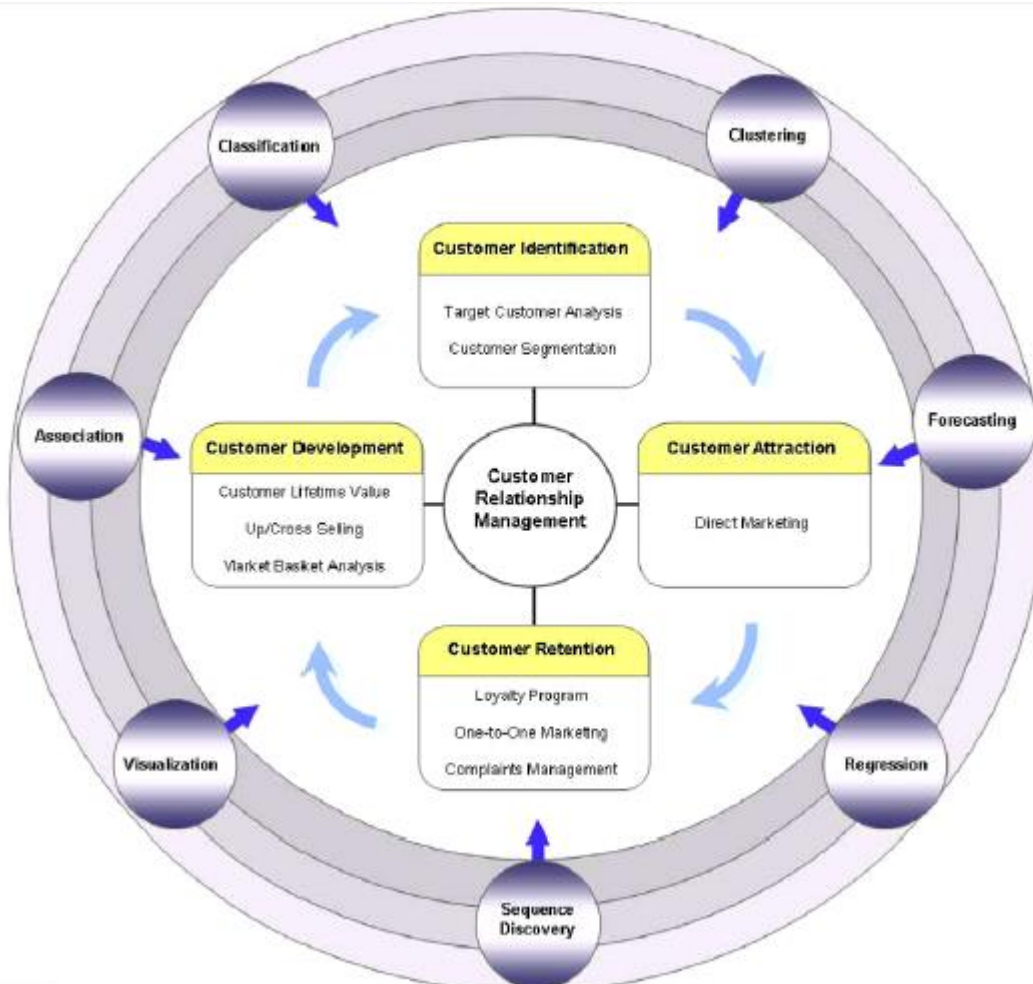 Classification
Clustering
Customer Identification
Target Customer Analysis
Customer Segmentation
Association
Forecasting
Customer Development
Customer Lifetime Value
Up/Cross Selling
Market Basket Analysis
Customer
Relationship
Management
Customer Attraction
Direct Marketing
Customer Retention
Loyalty Program
One-to-One Marketing
Complaints Management
Visualization
Regression
Sequence
Discovery